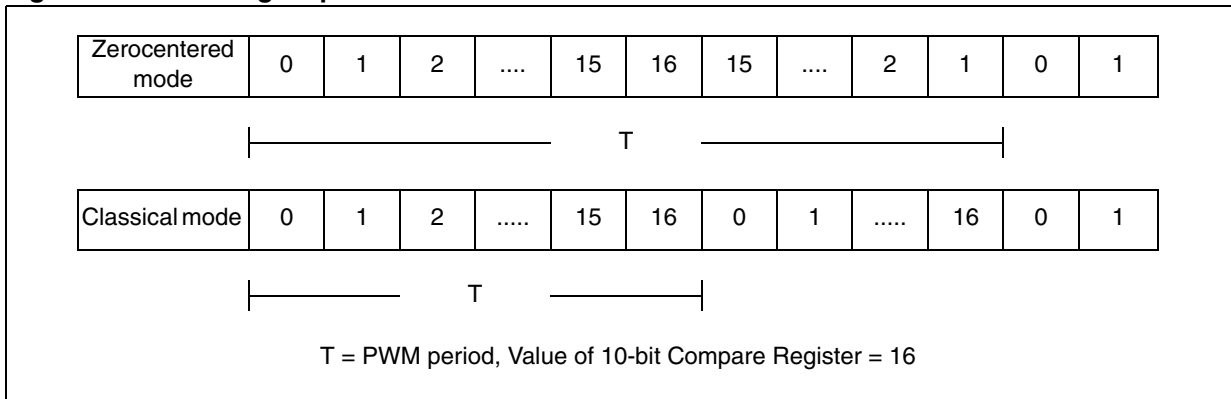 Zerocentered
mode 0 1 2 .... 15 16 15 .... 2 1 0 1
T
Classical mode 0 1 2 ..... 15 16 0 1 ..... 16 0 1
T
T = PWM period, Value of 10-bit Compare Register = 16